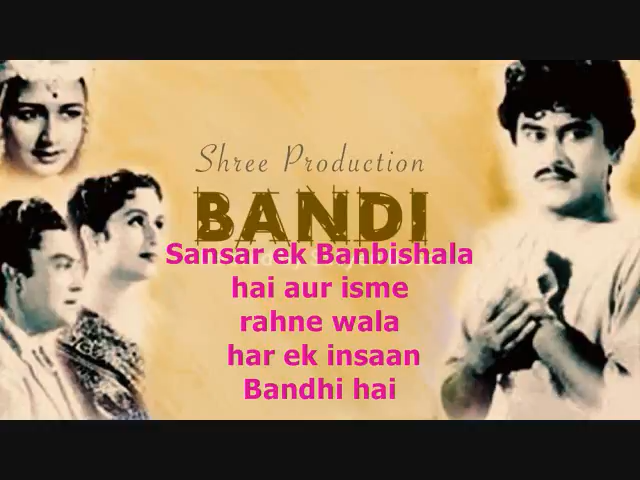 Shree Production
BANDI
Sansar ek Banbishala
hai aur isme
rahne wala
har ek insaan
Bandhi hai